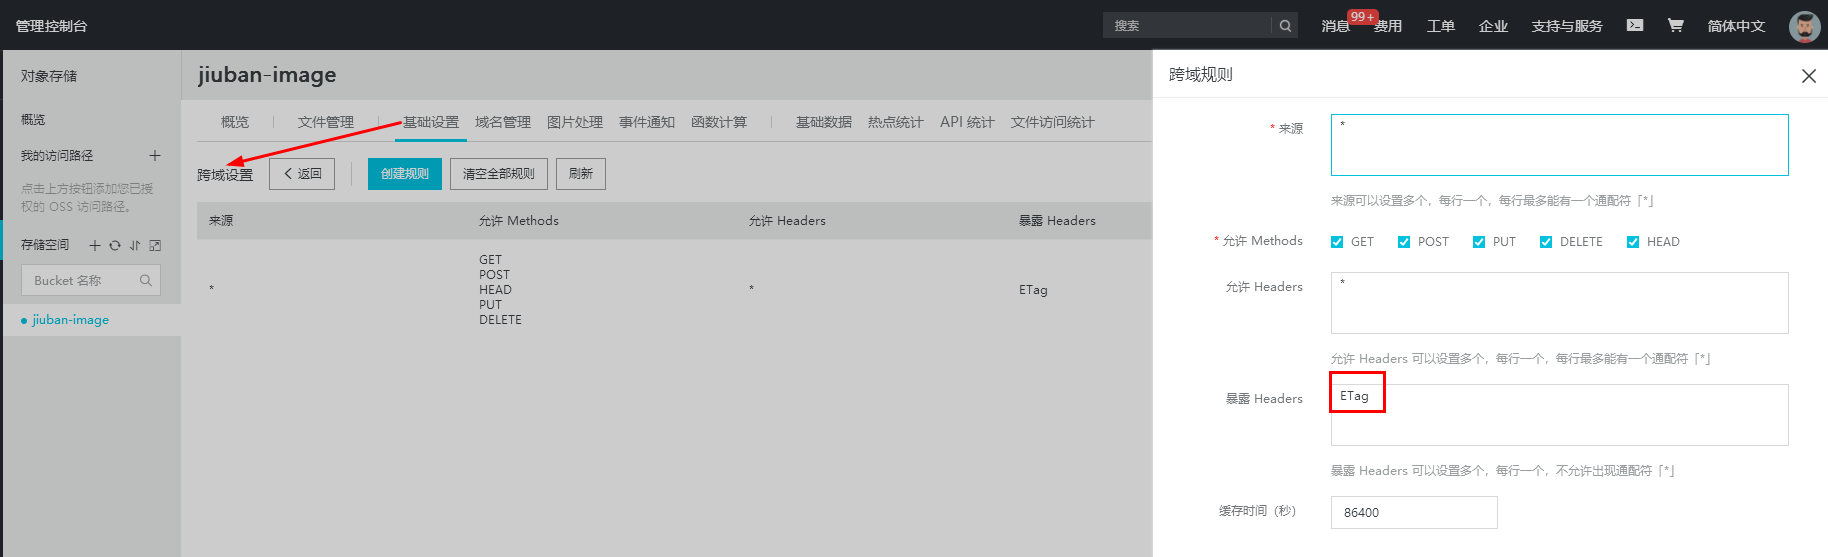 管理控制台
搜索
消息
99+
费用
工单
企业
支持与服务
简体中文
对象存储
概览
我的访问路径
点击上方按钮添加您已授
权的 OSS 访问路径。
存储空间
Bucket 名称
jiuban-image
jiuban-image
概览
文件管理
基础设置
域名管理
图片处理
事件通知
函数计算
基础数据
热点统计
API 统计
文件访问统计
跨域设置
返回
创建规则
清空全部规则
刷新
来源
允许 Methods
允许 Headers
暴露 Headers
*
GET
POST
HEAD
PUT
DELETE
*
ETag
跨域规则
* 来源
*
来源可以设置多个，每行一个，每行最多能有一个通配符「*」
* 允许 Methods
GET
POST
PUT
DELETE
HEAD
允许 Headers
*
允许 Headers 可以设置多个，每行一个，每行最多能有一个通配符「*」
暴露 Headers
ETag
暴露 Headers 可以设置多个，每行一个，不允许出现通配符「*」
缓存时间（秒）
86400